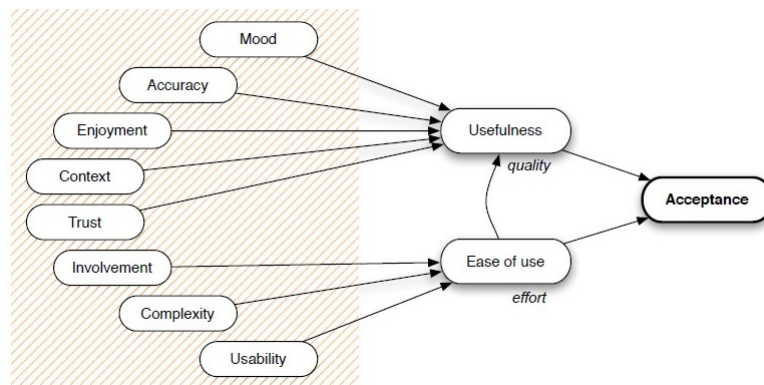 Mood
Accuracy
Enjoyment
Context
Trust
Involvement
Complexity
Usability
Usefulness
quality
Ease of use
effort
Acceptance